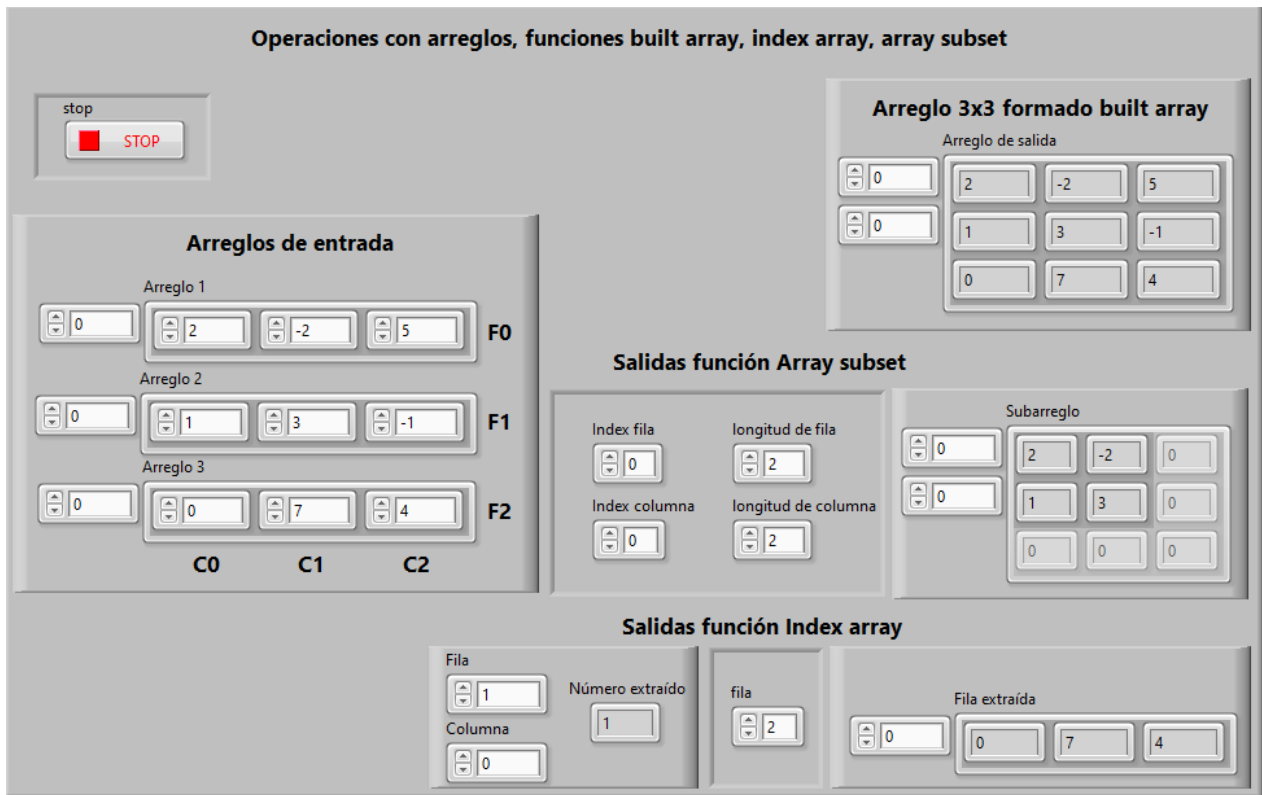 Operaciones con arreglos, funciones built array, index array, array subset
stop
STOP
Arreglo 3x3 formado built array
Arreglo de salida
0
0
2 -2 5
1 3 -1
0 7 4
Arreglos de entrada
Arreglo 1
0 2 -2 5 F0
Arreglo 2
0 1 3 -1 F1
Arreglo 3
0 0 7 4 F2
C0 C1 C2
Salidas función Array subset
Index fila longitud de fila
0 2
Index columna longitud de columna
0 2
Subarreglo
0
0
2 -2 0
1 3 0
0 0 0
Salidas función Index array
Fila
1
Columna
0
Número extraído
1
fila
2
Fila extraída
0 0 7 4